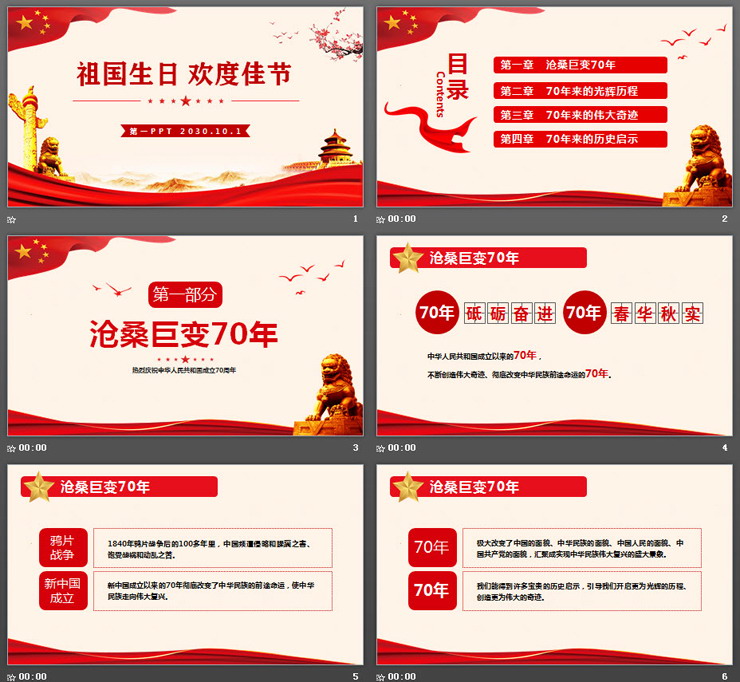 祖国生日 欢度佳节
第一PPT 2030.10.1
1
目录
Contents
第一章 沧桑巨变70年
第二章 70年来的光辉历程
第三章 70年来的伟大奇迹
第四章 70年来的历史启示
00:00
2
第一部分
沧桑巨变70年
热烈庆祝中华人民共和国成立70周年
00:00
3
沧桑巨变70年
70年 砥砺奋进 70年 春华秋实
中华人民共和国成立以来的70年,
不断创造伟大奇迹、彻底改变中华民族前途命运的70年。
00:00
4
沧桑巨变70年
鸦片
战争
1840年鸦片战争后的100多年里,中国频遭侵略和蹂躏之害、
饱受战祸和动乱之苦。
新中国
成立
新中国成立以来的70年彻底改变了中华民族的前途命运,使中华
民族走向伟大复兴。
00:00
5
沧桑巨变70年
70年
极大改变了中国的面貌、中华民族的面貌、中国人民的面貌、中
国共产党的面貌,汇聚成实现中华民族伟大复兴的盛大景象。
70年
我们能得到许多宝贵的历史启示,引导我们开启更为光辉的历程、
创造更为伟大的奇迹。
00:00
6